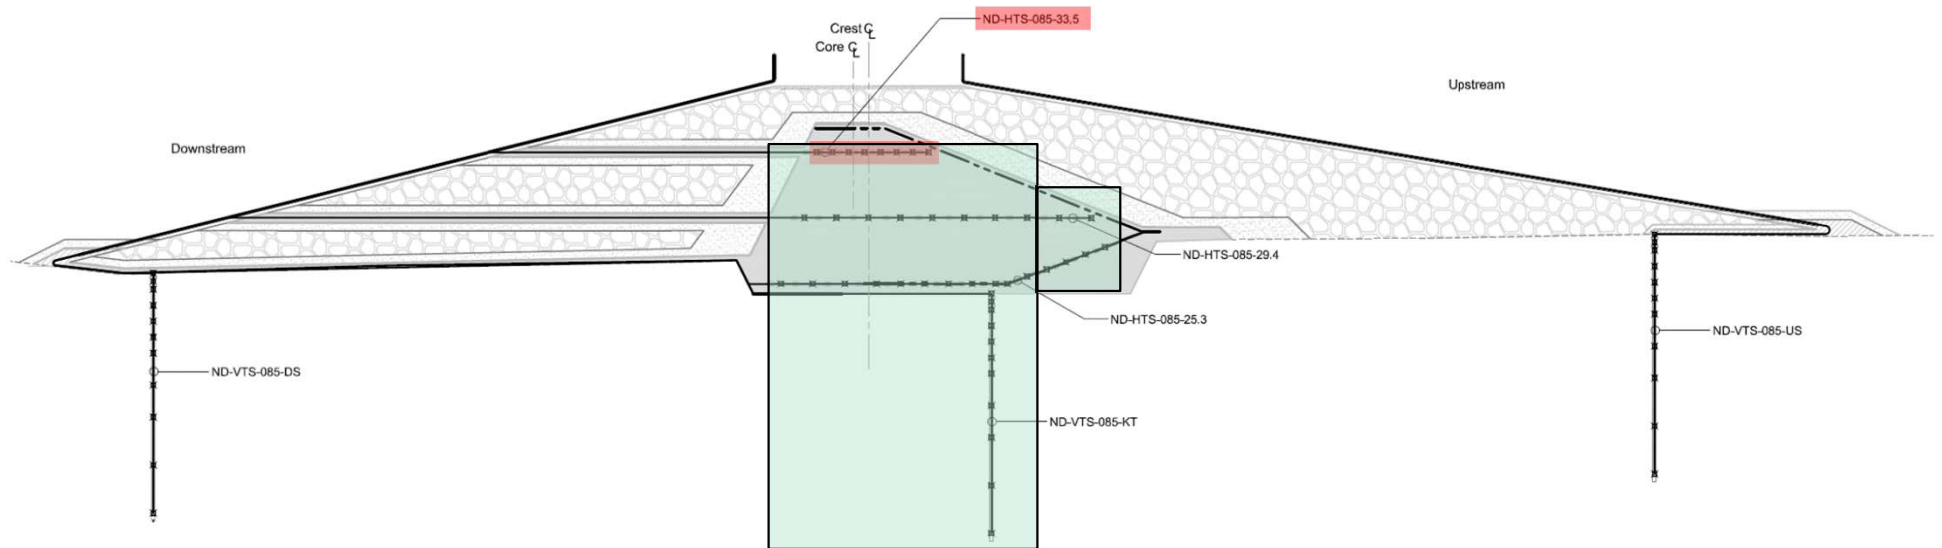 ND-HTS-085-33.5
Crest ℄
Core ℄
Upstream
Downstream
ND-HTS-085-29.4
ND-HTS-085-25.3
ND-VTS-085-US
ND-VTS-085-DS
ND-VTS-085-KT